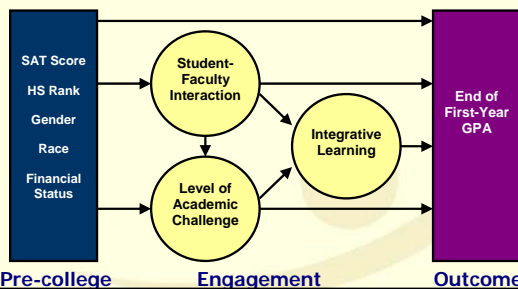 SAT Score
HS Rank
Gender
Race
Financial
Status
Student-
Faculty
Interaction
Level of
Academic
Challenge
Integrative
Learning
End of
First-Year
GPA
Pre-college
Engagement
Outcome